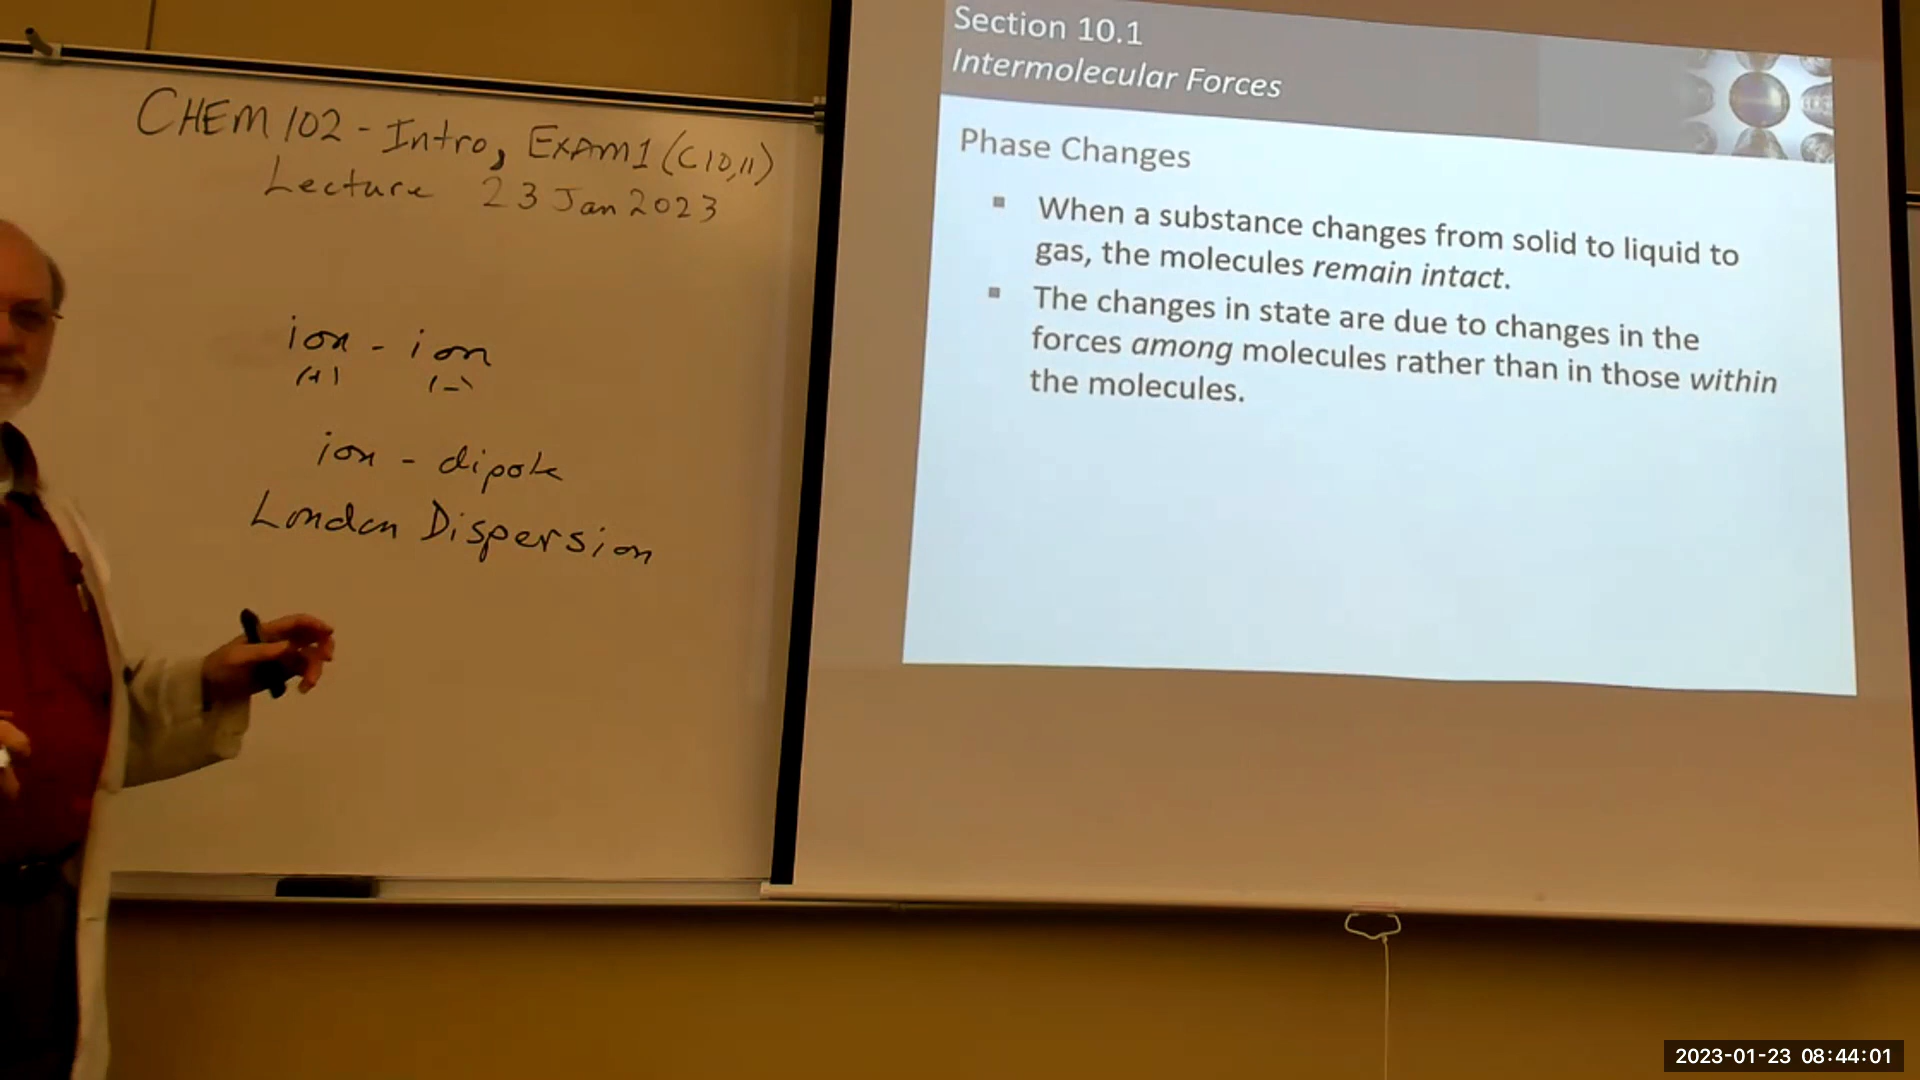 CHEM 102 - Intro, EXAM1 (C10,11)
Lecture 23 Jan 2023
ion - ion
(+) (-)
ion - dipole
London Dispersion
Section 10.1
Intermolecular Forces
Phase Changes
▪ When a substance changes from solid to liquid to
gas, the molecules remain intact.
▪ The changes in state are due to changes in the
forces among molecules rather than in those within
the molecules.
2023-01-23 08:44:01